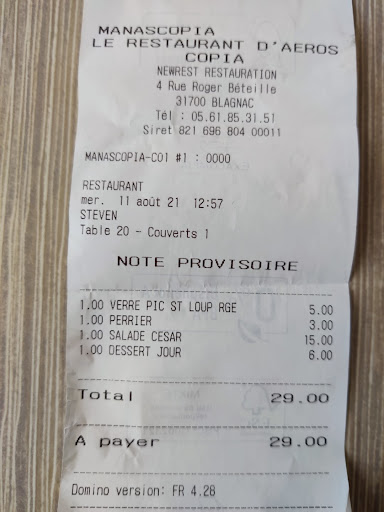 MANASCOPIA
LE RESTAURANT D'AEROS
COPIA
NEWREST RESTAURATION
4 Rue Roger Béteille
31700 BLAGNAC
Tél : 05.61.85.31.51
Siret 821 696 804 00011
MANASCOPIA-C01 #1 : 0000
RESTAURANT
mer. 11 août 21 12:57
STEVEN
Table 20 - Couverts 1
NOTE PROVISOIRE
1.00 VERRE PIC ST LOUP RGE 5.00
1.00 PERRIER 3.00
1.00 SALADE CESAR 15.00
1.00 DESSERT JOUR 6.00
Total 29.00
A payer 29.00
Domino version: FR 4.28